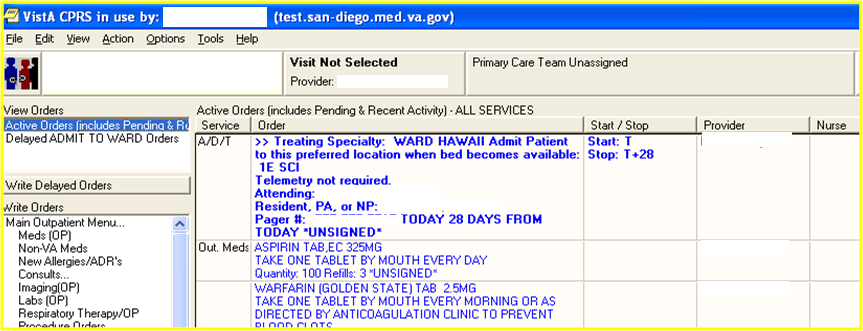 VistA CPRS in use by: (test.san-diego.med.va.gov)
File Edit View Action Options Tools Help
Visit Not Selected
Provider:
Primary Care Team Unassigned
View Orders
Active Orders (includes Pending & Re
Delayed ADMIT TO WARD Orders
Write Delayed Orders
Write Orders
Main Outpatient Menu...
Meds (OP)
Non-VA Meds
New Allergies/ADR's
Consults...
Imaging(OP)
Labs (OP)
Respiratory Therapy/OP
Procedure Orders
Active Orders (includes Pending & Recent Activity) - ALL SERVICES
Service Order Start / Stop Provider Nurse
A/D/T >> Treating Specialty: WARD HAWAII Admit Patient Start: T
to this preferred location when bed becomes available: Stop: T+28
1E SCI
Telemetry not required.
Attending:
Resident, PA, or NP:
Pager #: TODAY 28 DAYS FROM
TODAY *UNSIGNED*
Out. Meds ASPIRIN TAB,EC 325MG
TAKE ONE TABLET BY MOUTH EVERY DAY
Quantity: 100 Refills: 3 *UNSIGNED*
WARFARIN (GOLDEN STATE) TAB 2.5MG
TAKE ONE TABLET BY MOUTH EVERY MORNING OR AS
DIRECTED BY ANTICOAGULATION CLINIC TO PREVENT
BLOOD CLOTS